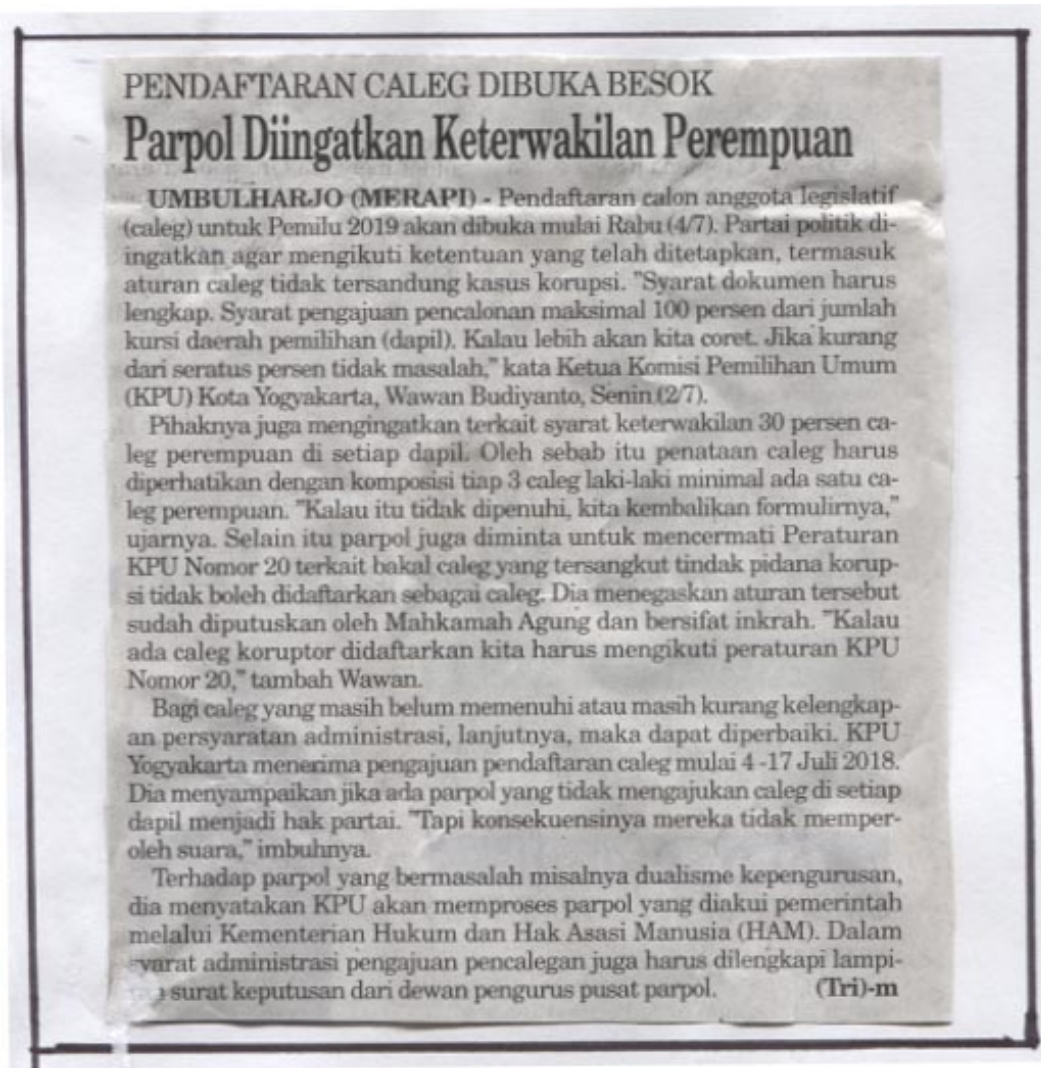 PENDAFTARAN CALEG DIBUKA BESOK
Parpol Diingatkan Keterwakilan Perempuan
UMBULHARJO (MERAPI) - Pendaftaran calon anggota legislatif
(caleg) untuk Pemilu 2019 akan dibuka mulai Rabu (4/7). Partai politik di-
ingatkan agar mengikuti ketentuan yang telah ditetapkan, termasuk
aturan caleg tidak tersandung kasus korupsi. "Syarat dokumen harus
lengkap. Syarat pengajuan pencalonan maksimal 100 persen dari jumlah
kursi daerah pemilihan (dapil). Kalau lebih akan kita coret. Jika kurang
dari seratus persen tidak masalah," kata Ketua Komisi Pemilihan Umum
(KPU) Kota Yogyakarta, Wawan Budiyanto, Senin (2/7).
Pihaknya juga mengingatkan terkait syarat keterwakilan 30 persen ca-
leg perempuan di setiap dapil. Oleh sebab itu penataan caleg harus
diperhatikan dengan komposisi tiap 3 caleg laki-laki minimal ada satu ca-
leg perempuan. "Kalau itu tidak dipenuhi, kita kembalikan formulirnya,"
ujarnya. Selain itu parpol juga diminta untuk mencermati Peraturan
KPU Nomor 20 terkait bakal caleg yang tersangkut tindak pidana korup-
si tidak boleh didaftarkan sebagai caleg. Dia menegaskan aturan tersebut
sudah diputuskan oleh Mahkamah Agung dan bersifat inkrah. "Kalau
ada caleg koruptor didaftarkan kita harus mengikuti peraturan KPU
Nomor 20," tambah Wawan.
Bagi caleg yang masih belum memenuhi atau masih kurang kelengkap-
an persyaratan administrasi, lanjutnya, maka dapat diperbaiki. KPU
Yogyakarta menerima pengajuan pendaftaran caleg mulai 4 -17 Juli 2018.
Dia menyampaikan jika ada parpol yang tidak mengajukan caleg di setiap
dapil menjadi hak partai. "Tapi konsekuensinya mereka tidak memper-
oleh suara," imbuhnya.
Terhadap parpol yang bermasalah misalnya dualisme kepengurusan,
dia menyatakan KPU akan memproses parpol yang diakui pemerintah
melalui Kementerian Hukum dan Hak Asasi Manusia (HAM). Dalam
syarat administrasi pengajuan pencalegan juga harus dilengkapi lampi-
surat keputusan dari dewan pengurus pusat parpol. (Tri)-m